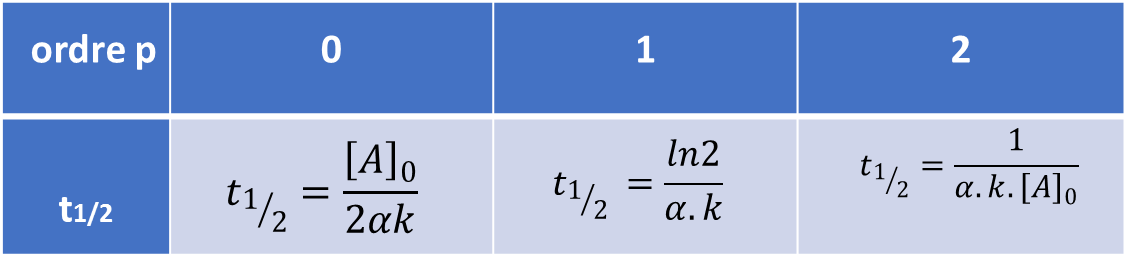 ordre p 0 1 2
t1/2 t1/2 = [A]0/2αk t1/2 = ln2/α.k t1/2 = 1/α.k.[A]0